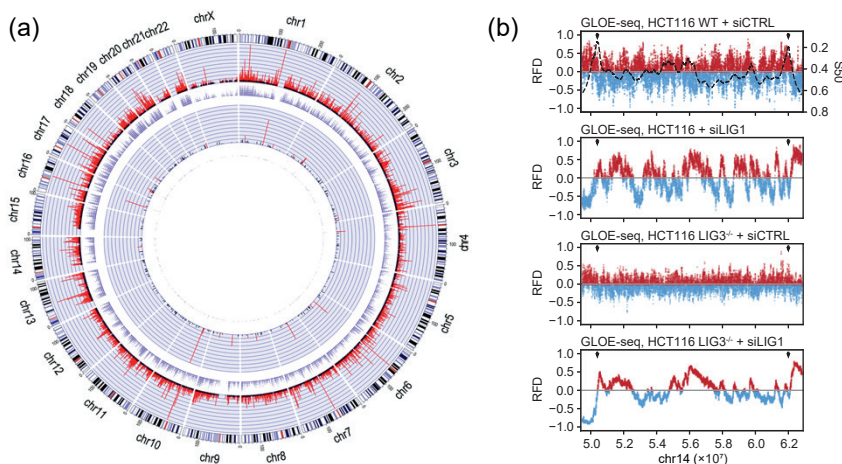 (a)
chr1
chr2
chr3
chr4
chr5
chr6
chr7
chr8
chr9
chr10
chr11
chr12
chr13
chr14
chr15
chr16
chr17
chr18
chr19
chr20
chr21
chr22
chrX
(b)
GLOE-seq, HCT116 WT + siCTRL
RFD
1.0
0.5
0.0
−0.5
−1.0
0.2
0.4
0.6
0.8
S50
GLOE-seq, HCT116 + siLIG1
RFD
1.0
0.5
0.0
−0.5
−1.0
GLOE-seq, HCT116 LIG3-/- + siCTRL
RFD
1.0
0.5
0.0
−0.5
−1.0
GLOE-seq, HCT116 LIG3-/- + siLIG1
RFD
1.0
0.5
0.0
−0.5
−1.0
5.0 5.2 5.4 5.6 5.8 6.0 6.2
chr14 (×10⁷)